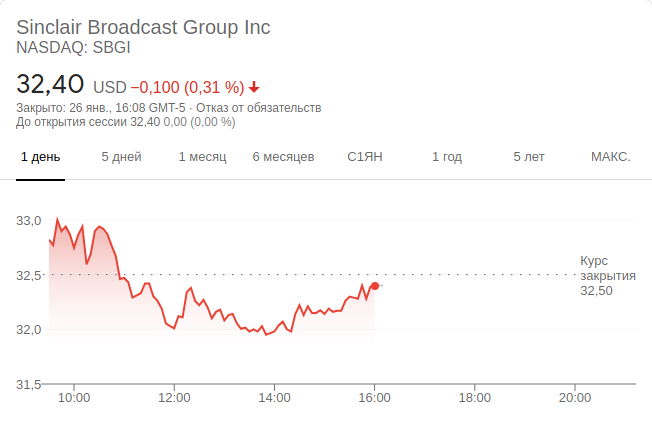 Sinclair Broadcast Group Inc
NASDAQ: SBGI
32,40 USD −0,100 (0,31 %)
Закрыто: 26 янв., 16:08 GMT-5 · Отказ от обязательств
До открытия сессии 32,40 0,00 (0,00 %)
1 день 5 дней 1 месяц 6 месяцев С1ЯН 1 год 5 лет МАКС.
33,0
Курс
32,5 закрытия
32,50
32,0
31,5
10:00 12:00 14:00 16:00 18:00 20:00